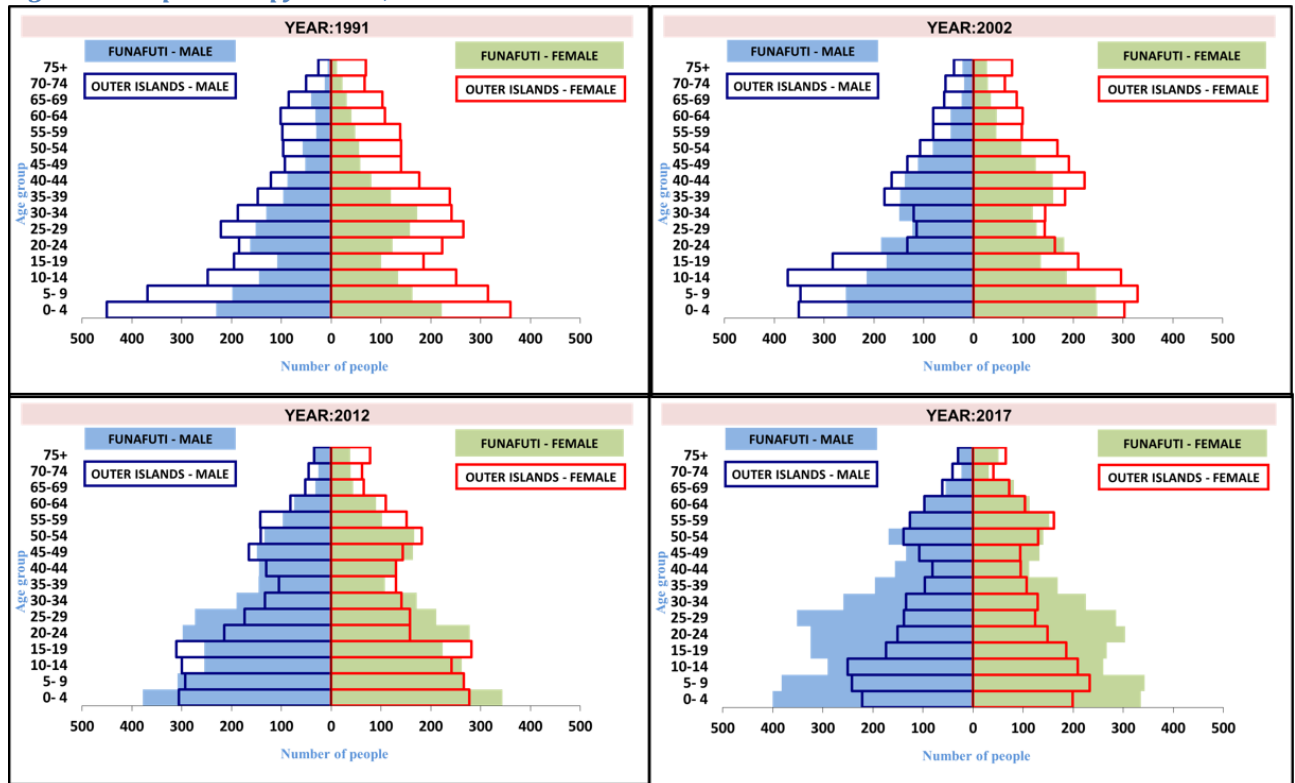 YEAR:1991
FUNAFUTI - MALE
FUNAFUTI - FEMALE
OUTER ISLANDS - MALE
OUTER ISLANDS - FEMALE
Age group
75+
70-74
65-69
60-64
55-59
50-54
45-49
40-44
35-39
30-34
25-29
20-24
15-19
10-14
5- 9
0- 4
500 400 300 200 100 0 100 200 300 400 500
Number of people
YEAR:2002
FUNAFUTI - MALE
FUNAFUTI - FEMALE
OUTER ISLANDS - MALE
OUTER ISLANDS - FEMALE
Age group
75+
70-74
65-69
60-64
55-59
50-54
45-49
40-44
35-39
30-34
25-29
20-24
15-19
10-14
5- 9
0- 4
500 400 300 200 100 0 100 200 300 400 500
Number of people
YEAR:2012
FUNAFUTI - MALE
FUNAFUTI - FEMALE
OUTER ISLANDS - MALE
OUTER ISLANDS - FEMALE
Age group
75+
70-74
65-69
60-64
55-59
50-54
45-49
40-44
35-39
30-34
25-29
20-24
15-19
10-14
5- 9
0- 4
500 400 300 200 100 0 100 200 300 400 500
Number of people
YEAR:2017
FUNAFUTI - MALE
FUNAFUTI - FEMALE
OUTER ISLANDS - MALE
OUTER ISLANDS - FEMALE
Age group
75+
70-74
65-69
60-64
55-59
50-54
45-49
40-44
35-39
30-34
25-29
20-24
15-19
10-14
5- 9
0- 4
500 400 300 200 100 0 100 200 300 400 500
Number of people